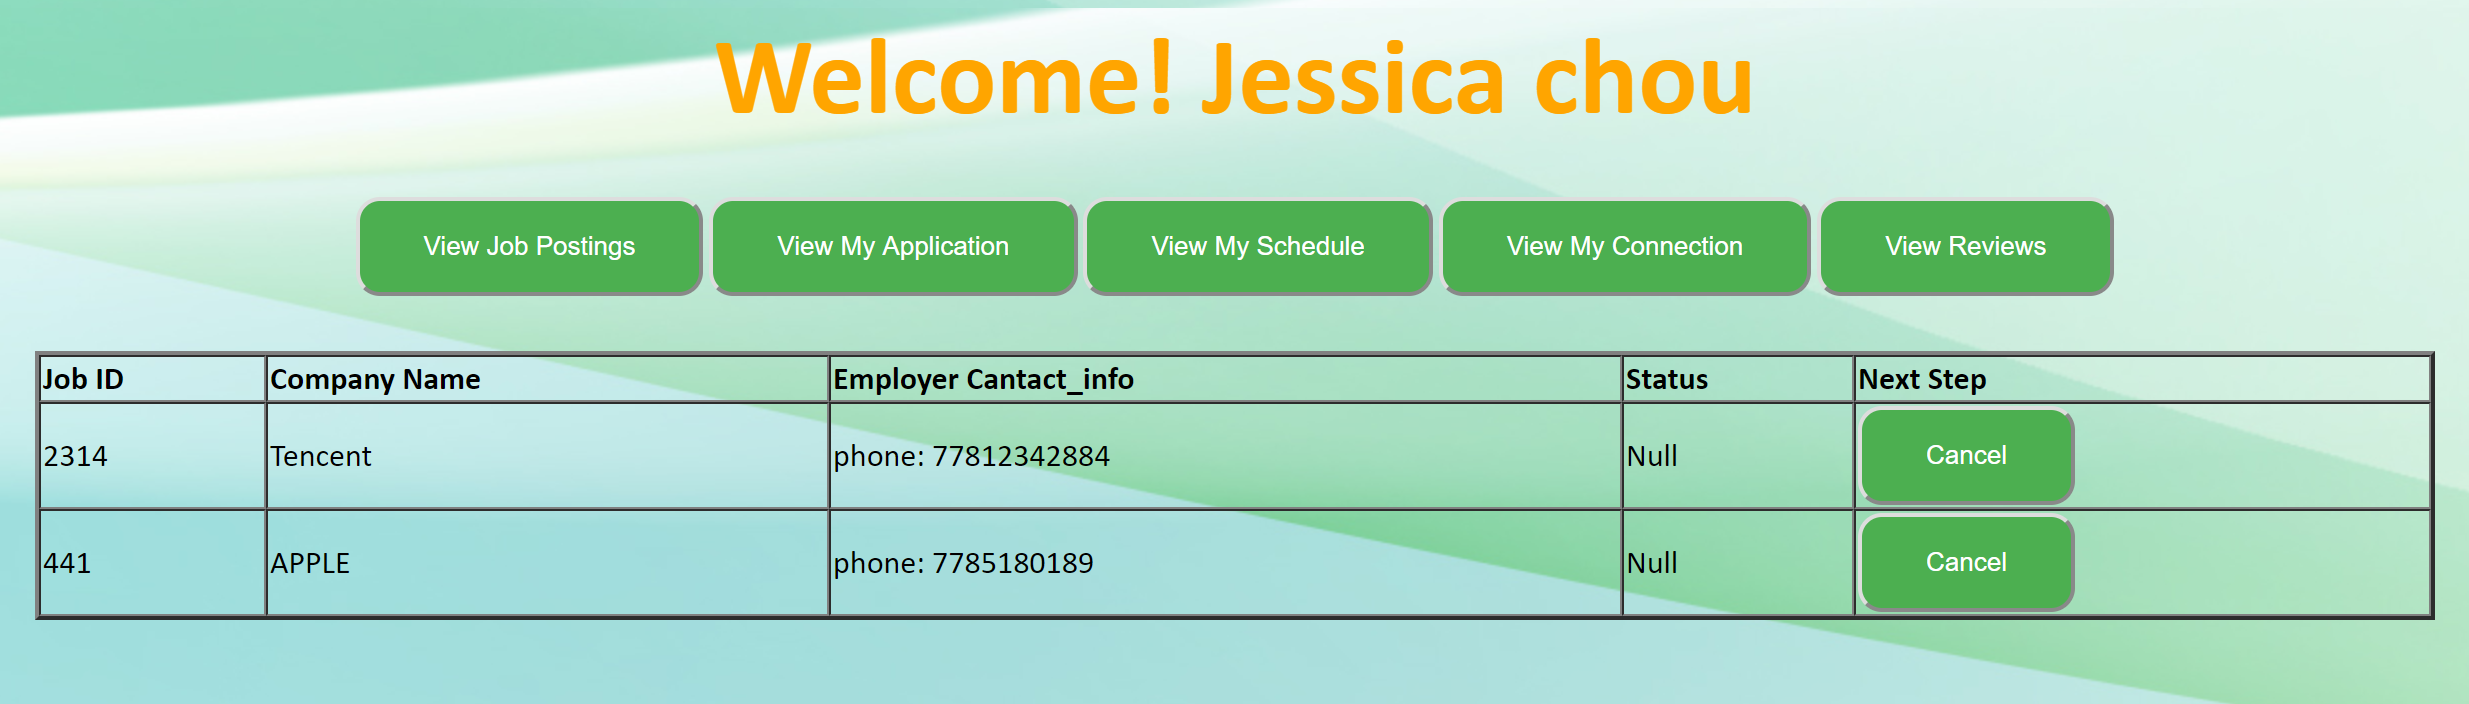 Welcome! Jessica chou
View Job Postings View My Application View My Schedule View My Connection View Reviews
Job ID Company Name Employer Cantact_info Status Next Step
2314 Tencent phone: 77812342884 Null Cancel
441 APPLE phone: 7785180189 Null Cancel